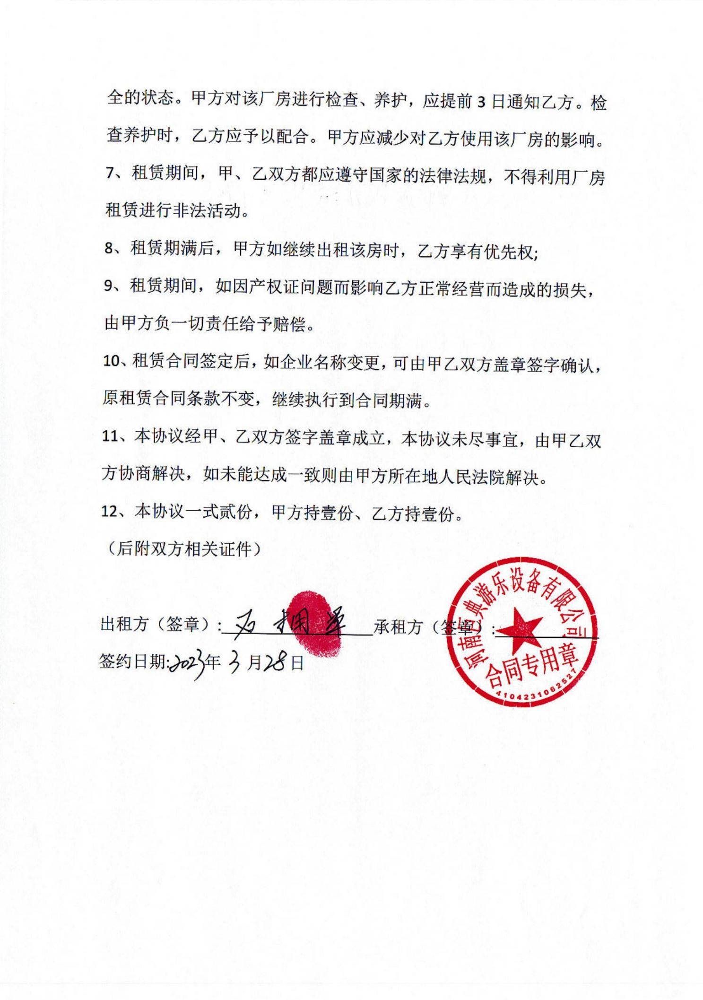 全的状态。甲方对该厂房进行检查、养护，应提前 3 日通知乙方。检
查养护时，乙方应予以配合。甲方应减少对乙方使用该厂房的影响。
7、租赁期间，甲、乙双方都应遵守国家的法律法规，不得利用厂房
租赁进行非法活动。
8、租赁期满后，甲方如继续出租该房时，乙方享有优先权;
9、租赁期间，如因产权证问题而影响乙方正常经营而造成的损失，
由甲方负一切责任给予赔偿。
10、租赁合同签定后，如企业名称变更，可由甲乙双方盖章签字确认，
原租赁合同条款不变，继续执行到合同期满。
11、本协议经甲、乙双方签字盖章成立，本协议未尽事宜，由甲乙双
方协商解决，如未能达成一致则由甲方所在地人民法院解决。
12、本协议一式贰份，甲方持壹份、乙方持壹份。
（后附双方相关证件）
出租方（签章）: 承租方（签章）:
签约日期:2023年 3 月28日
河南百典游乐设备有限公司
合同专用章
4104231062527